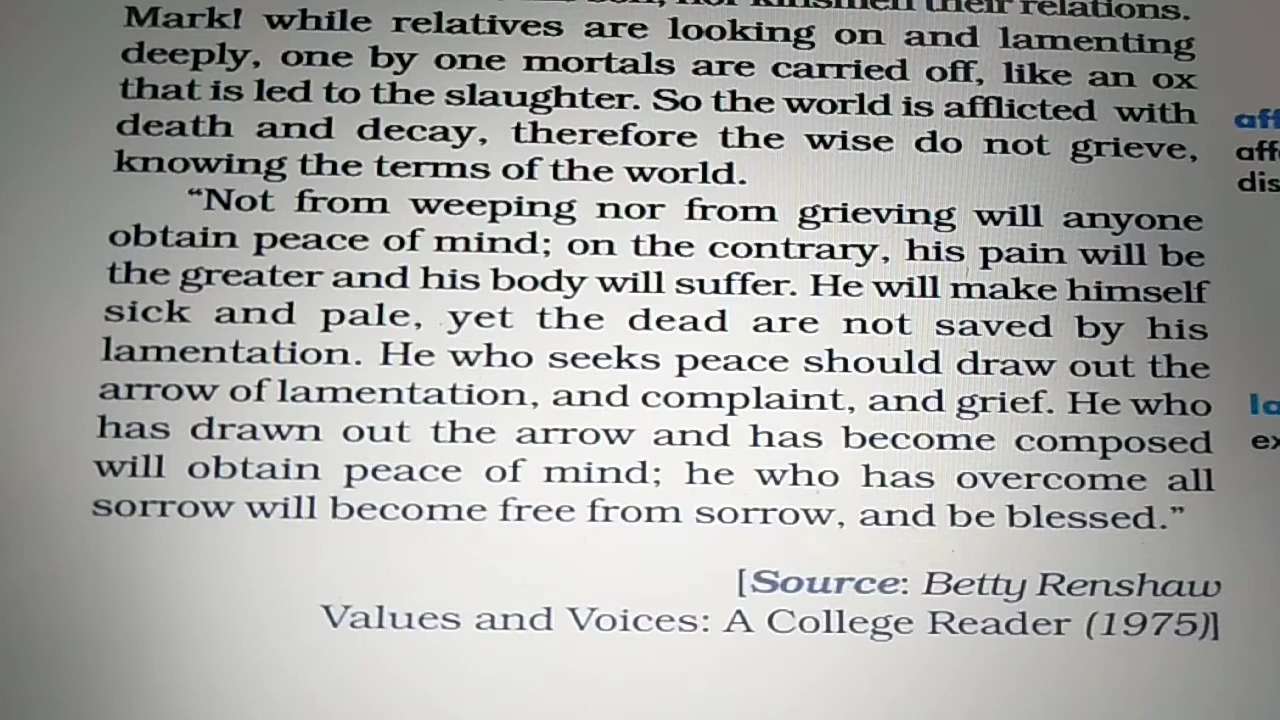 their relations.
Mark! while relatives are looking on and lamenting
deeply, one by one mortals are carried off, like an ox
that is led to the slaughter. So the world is afflicted with
death and decay, therefore the wise do not grieve,
knowing the terms of the world.
“Not from weeping nor from grieving will anyone
obtain peace of mind; on the contrary, his pain will be
the greater and his body will suffer. He will make himself
sick and pale, yet the dead are not saved by his
lamentation. He who seeks peace should draw out the
arrow of lamentation, and complaint, and grief. He who
has drawn out the arrow and has become composed
will obtain peace of mind; he who has overcome all
sorrow will become free from sorrow, and be blessed.”
[Source: Betty Renshaw
Values and Voices: A College Reader (1975)]
aff
aff
dis
la
ex